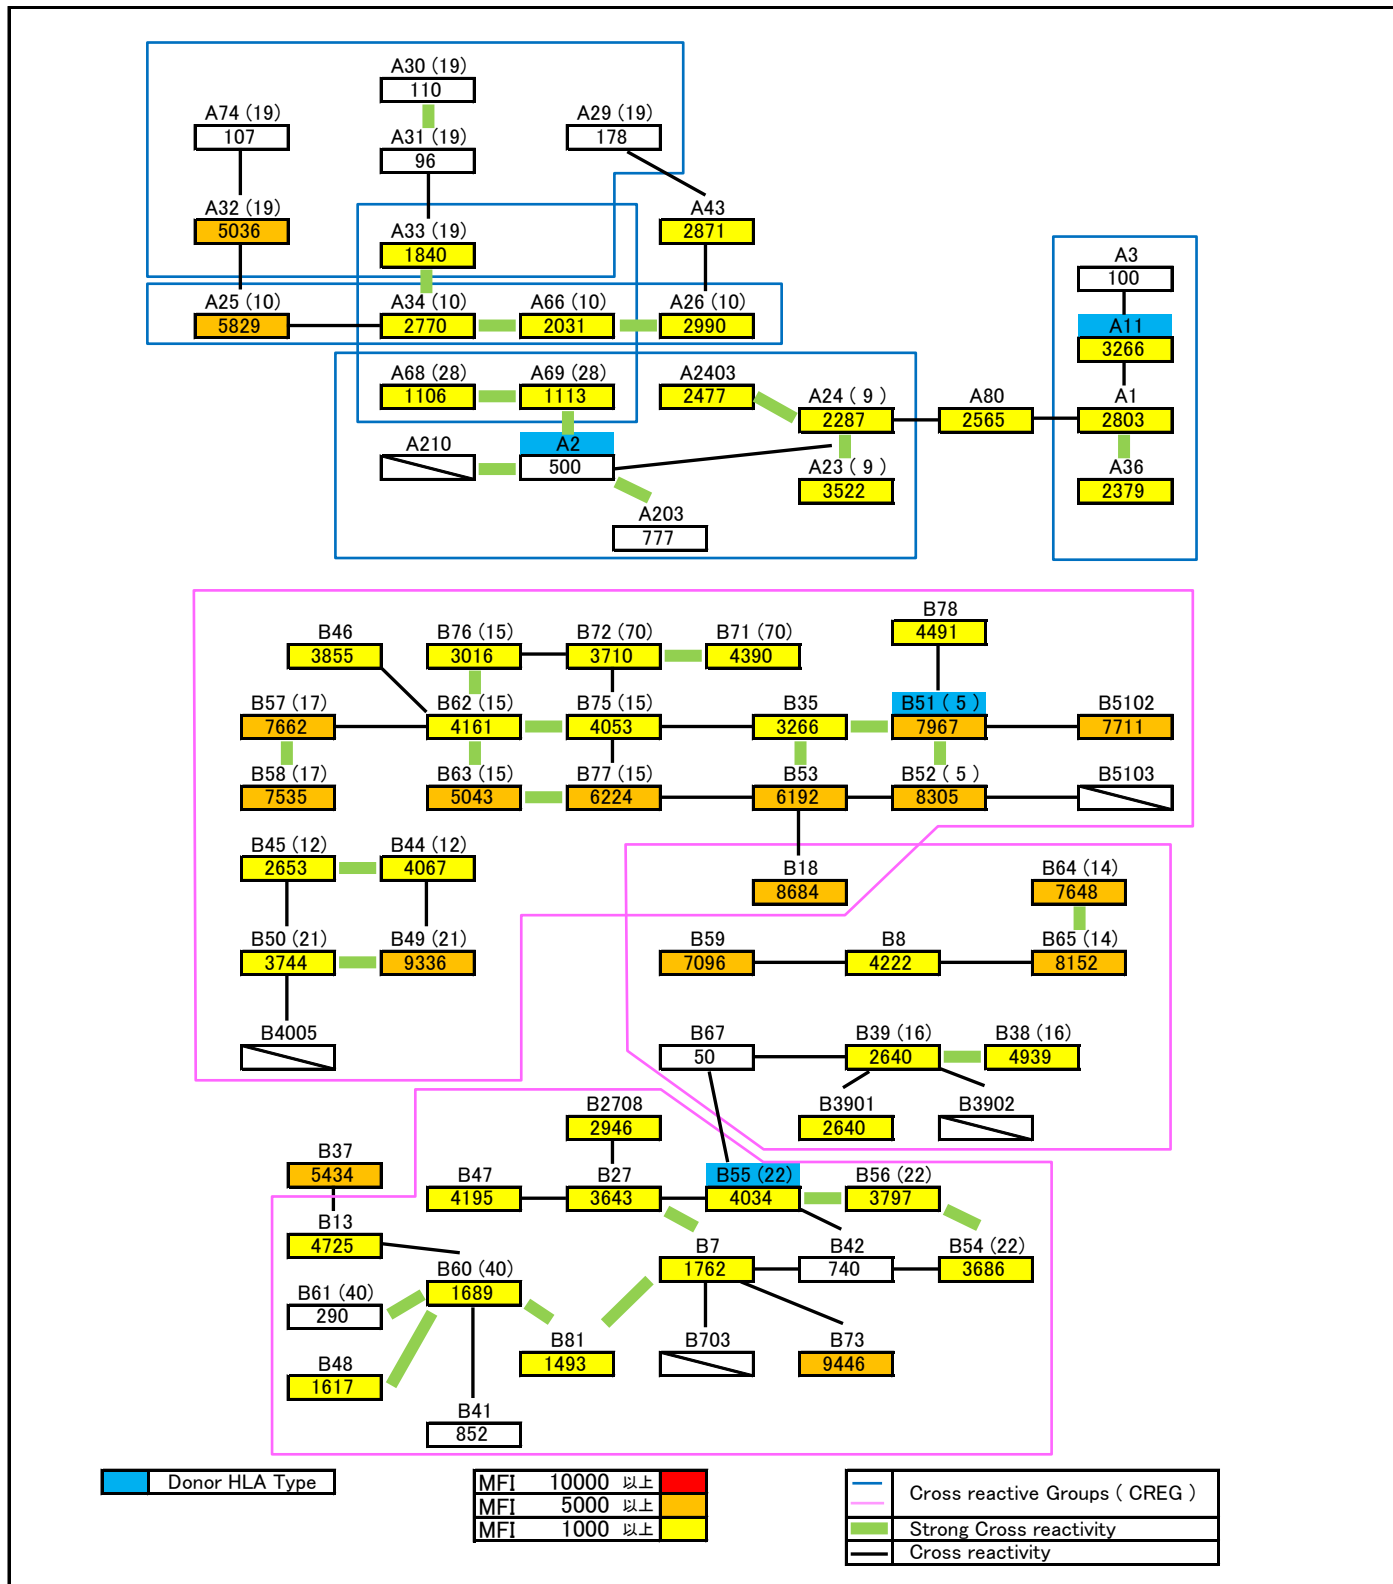 A30 (19)
110
A74 (19)
107
A31 (19)
96
A29 (19)
178
A32 (19)
5036
A33 (19)
1840
A43
2871
A3
100
A25 (10)
5829
A34 (10)
2770
A66 (10)
2031
A26 (10)
2990
A11
3266
A68 (28)
1106
A69 (28)
1113
A2403
2477
A24 ( 9 )
2287
A80
2565
A1
2803
A210
A2
500
A23 ( 9 )
3522
A36
2379
A203
777
B78
4491
B46
3855
B76 (15)
3016
B72 (70)
3710
B71 (70)
4390
B57 (17)
7662
B62 (15)
4161
B75 (15)
4053
B35
3266
B51 ( 5 )
7967
B5102
7711
B58 (17)
7535
B63 (15)
5043
B77 (15)
6224
B53
6192
B52 ( 5 )
8305
B5103
B45 (12)
2653
B44 (12)
4067
B18
8684
B64 (14)
7648
B50 (21)
3744
B49 (21)
9336
B59
7096
B8
4222
B65 (14)
8152
B4005
B67
50
B39 (16)
2640
B38 (16)
4939
B2708
2946
B3901
2640
B3902
B37
5434
B47
4195
B27
3643
B55 (22)
4034
B56 (22)
3797
B13
4725
B7
1762
B42
740
B54 (22)
3686
B60 (40)
1689
B61 (40)
290
B81
1493
B703
B73
9446
B48
1617
B41
852
Donor HLA Type
MFI 10000 以上
MFI 5000 以上
MFI 1000 以上
Cross reactive Groups ( CREG )
Strong Cross reactivity
Cross reactivity